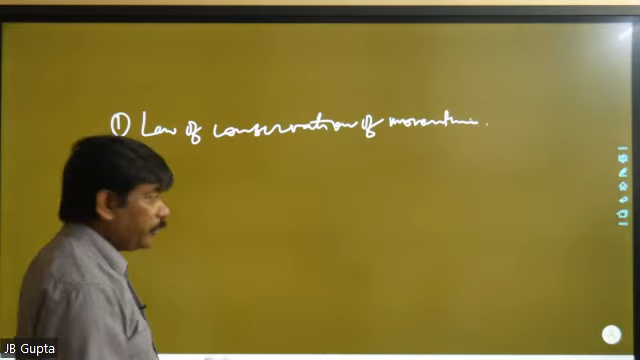 ① Law of conservation of momentum.
JB Gupta